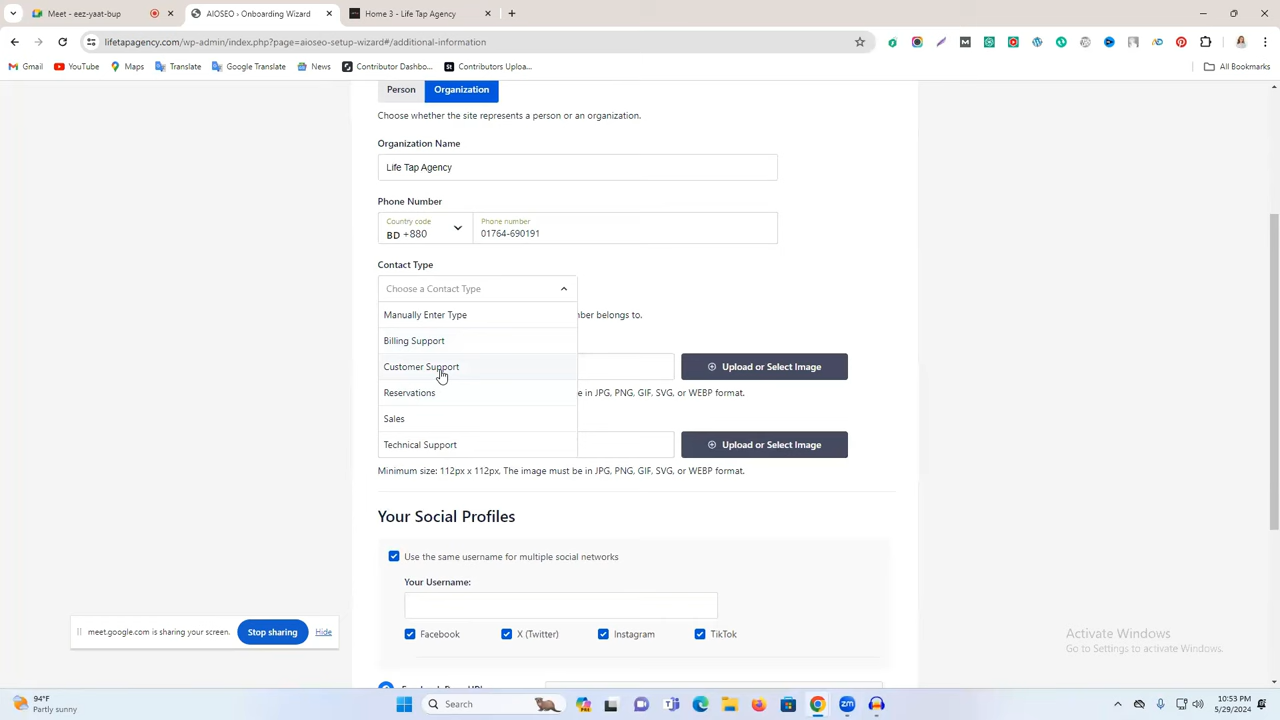 Meet - eez-yaat-bup
AIOSEO › Onboarding Wizard
Home 3 - Life Tap Agency
lifetapagency.com/wp-admin/index.php?page=aioseo-setup-wizard#/additional-information
Gmail
YouTube
Maps
Translate
Google Translate
News
Contributor Dashbo...
Contributors Uploa...
All Bookmarks
Person
Organization
Choose whether the site represents a person or an organization.
Organization Name
Life Tap Agency
Phone Number
Country code
Phone number
BD +880
01764-690191
Contact Type
Choose a Contact Type
Manually Enter Type
ber belongs to.
Billing Support
Customer Support
Upload or Select Image
Reservations
e in JPG, PNG, GIF, SVG, or WEBP format.
Sales
Technical Support
Upload or Select Image
Minimum size: 112px x 112px, The image must be in JPG, PNG, GIF, SVG, or WEBP format.
Your Social Profiles
Use the same username for multiple social networks
Your Username:
Facebook
X (Twitter)
Instagram
TikTok
meet.google.com is sharing your screen.
Stop sharing
Hide
Activate Windows
Go to Settings to activate Windows.
94°F
Partly sunny
Search
10:53 PM
5/29/2024